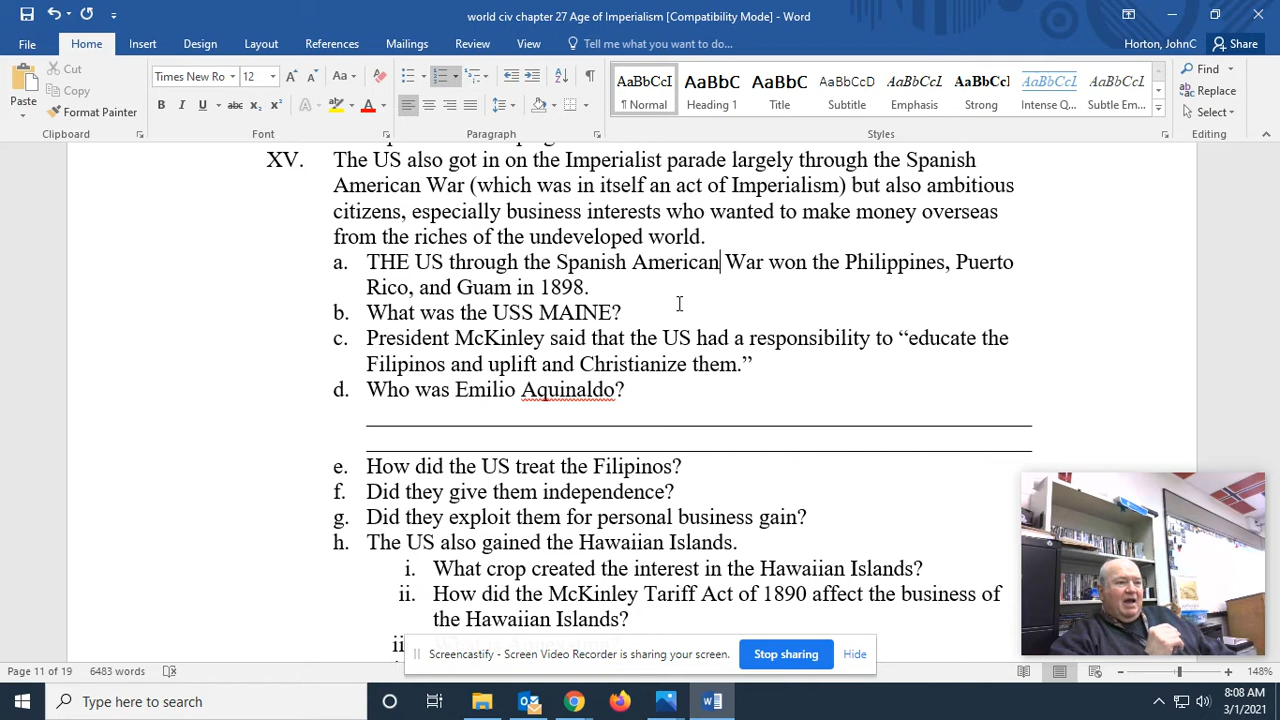 world civ chapter 27 Age of Imperialism [Compatibility Mode] - Word
File Home Insert Design Layout References Mailings Review View Tell me what you want to do... Horton, JohnC Share
Paste Cut Copy Format Painter
Times New Ro 12
AaBbCcI AaBbC AaBbC AaBbCcD AaBbCcI AaBbCcI AaBbCcI AaBbCcL
¶ Normal Heading 1 Title Subtitle Emphasis Strong Intense Q... Subtle Em...
Find Replace Select
Clipboard Font Paragraph Styles Editing
XV. The US also got in on the Imperialist parade largely through the Spanish
American War (which was in itself an act of Imperialism) but also ambitious
citizens, especially business interests who wanted to make money overseas
from the riches of the undeveloped world.
a. THE US through the Spanish American War won the Philippines, Puerto
Rico, and Guam in 1898.
b. What was the USS MAINE?
c. President McKinley said that the US had a responsibility to “educate the
Filipinos and uplift and Christianize them.”
d. Who was Emilio Aquinaldo?
e. How did the US treat the Filipinos?
f. Did they give them independence?
g. Did they exploit them for personal business gain?
h. The US also gained the Hawaiian Islands.
i. What crop created the interest in the Hawaiian Islands?
ii. How did the McKinley Tariff Act of 1890 affect the business of
the Hawaiian Islands?
Screencastify - Screen Video Recorder is sharing your screen. Stop sharing Hide
Page 11 of 19 6483 words 148%
Type here to search
8:08 AM
3/1/2021